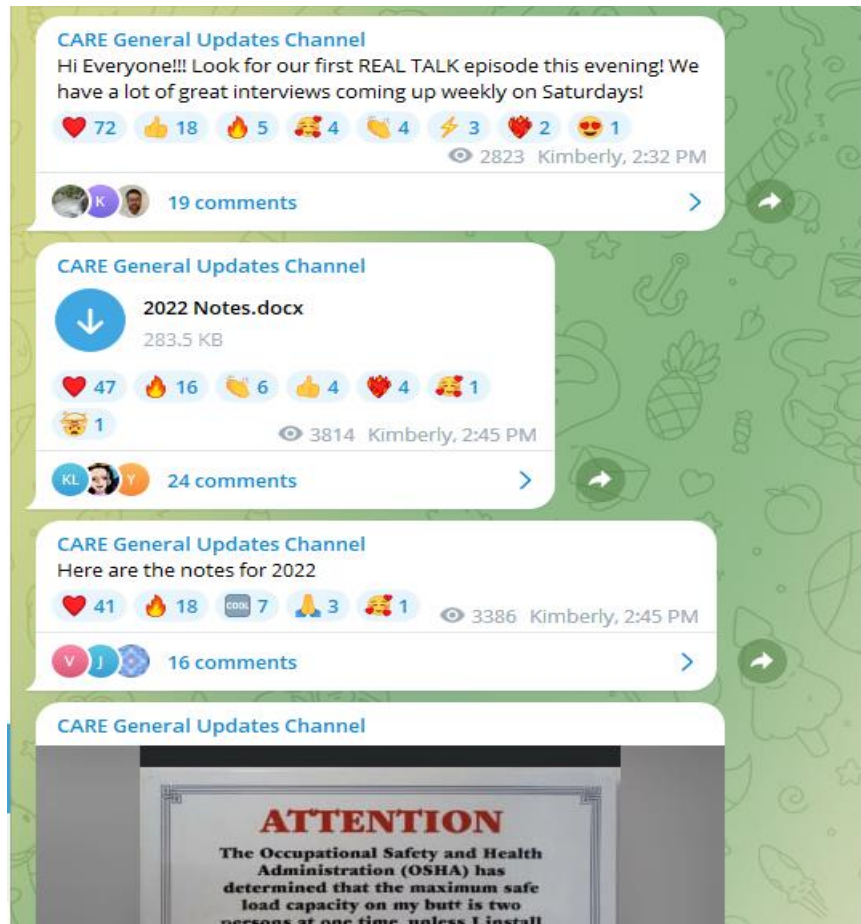 CARE General Updates Channel
Hi Everyone!!! Look for our first REAL TALK episode this evening! We
have a lot of great interviews coming up weekly on Saturdays!
72 18 5 4 4 3 2 1
2823 Kimberly, 2:32 PM
K 19 comments
CARE General Updates Channel
2022 Notes.docx
283.5 KB
47 16 6 4 4 1
1 3814 Kimberly, 2:45 PM
KL Y 24 comments
CARE General Updates Channel
Here are the notes for 2022
41 18 COOL 7 3 1 3386 Kimberly, 2:45 PM
V J 16 comments
CARE General Updates Channel
ATTENTION
The Occupational Safety and Health
Administration (OSHA) has
determined that the maximum safe
load capacity on my butt is two
persons at one time, unless I install